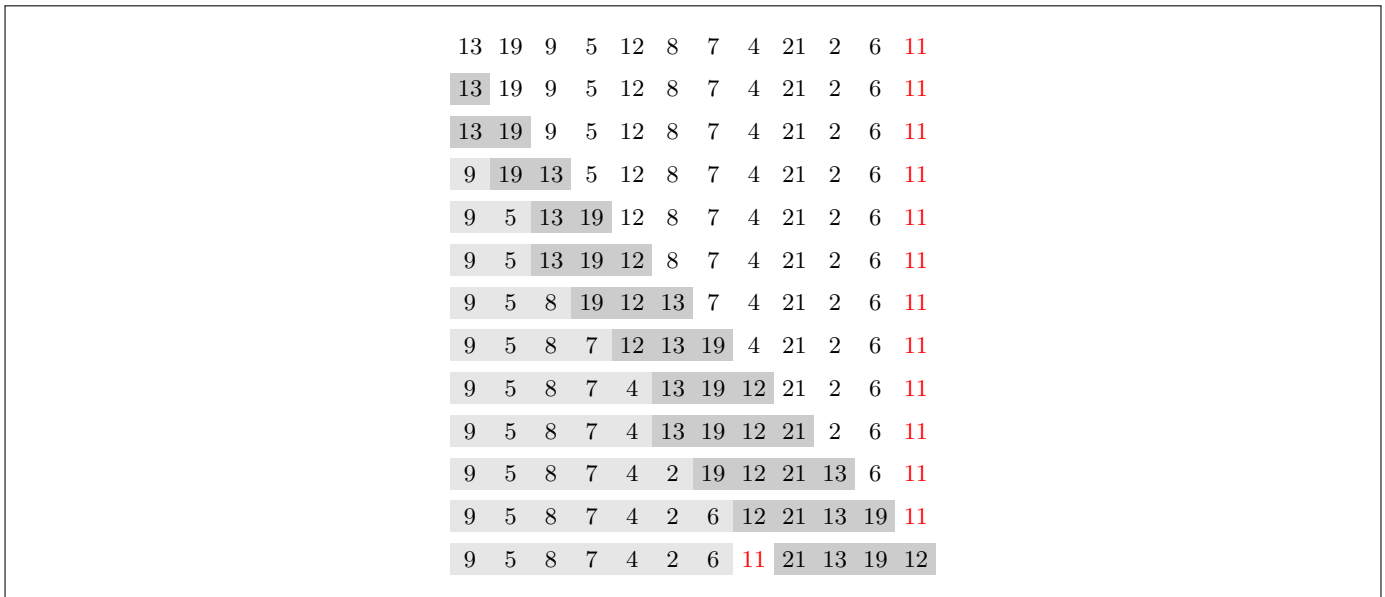 13 19 9 5 12 8 7 4 21 2 6 11
13 19 9 5 12 8 7 4 21 2 6 11
13 19 9 5 12 8 7 4 21 2 6 11
9 19 13 5 12 8 7 4 21 2 6 11
9 5 13 19 12 8 7 4 21 2 6 11
9 5 13 19 12 8 7 4 21 2 6 11
9 5 8 19 12 13 7 4 21 2 6 11
9 5 8 7 12 13 19 4 21 2 6 11
9 5 8 7 4 13 19 12 21 2 6 11
9 5 8 7 4 13 19 12 21 2 6 11
9 5 8 7 4 2 19 12 21 13 6 11
9 5 8 7 4 2 6 12 21 13 19 11
9 5 8 7 4 2 6 11 21 13 19 12